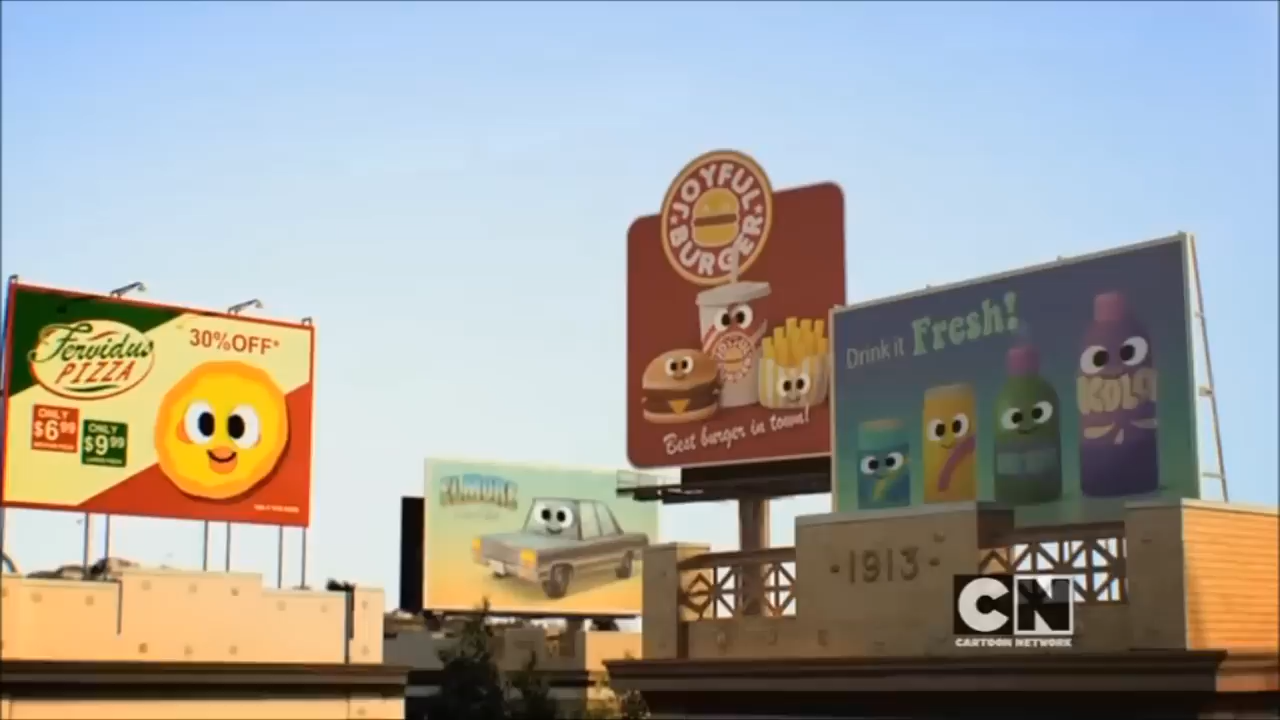 Fervidus
PIZZA
30%OFF*
ONLY
$6.99
ONLY
$9.99
JOYFUL
BURGER
Best burger in town!
Drink it Fresh!
KOLA
-1913-
CN
CARTOON NETWORK